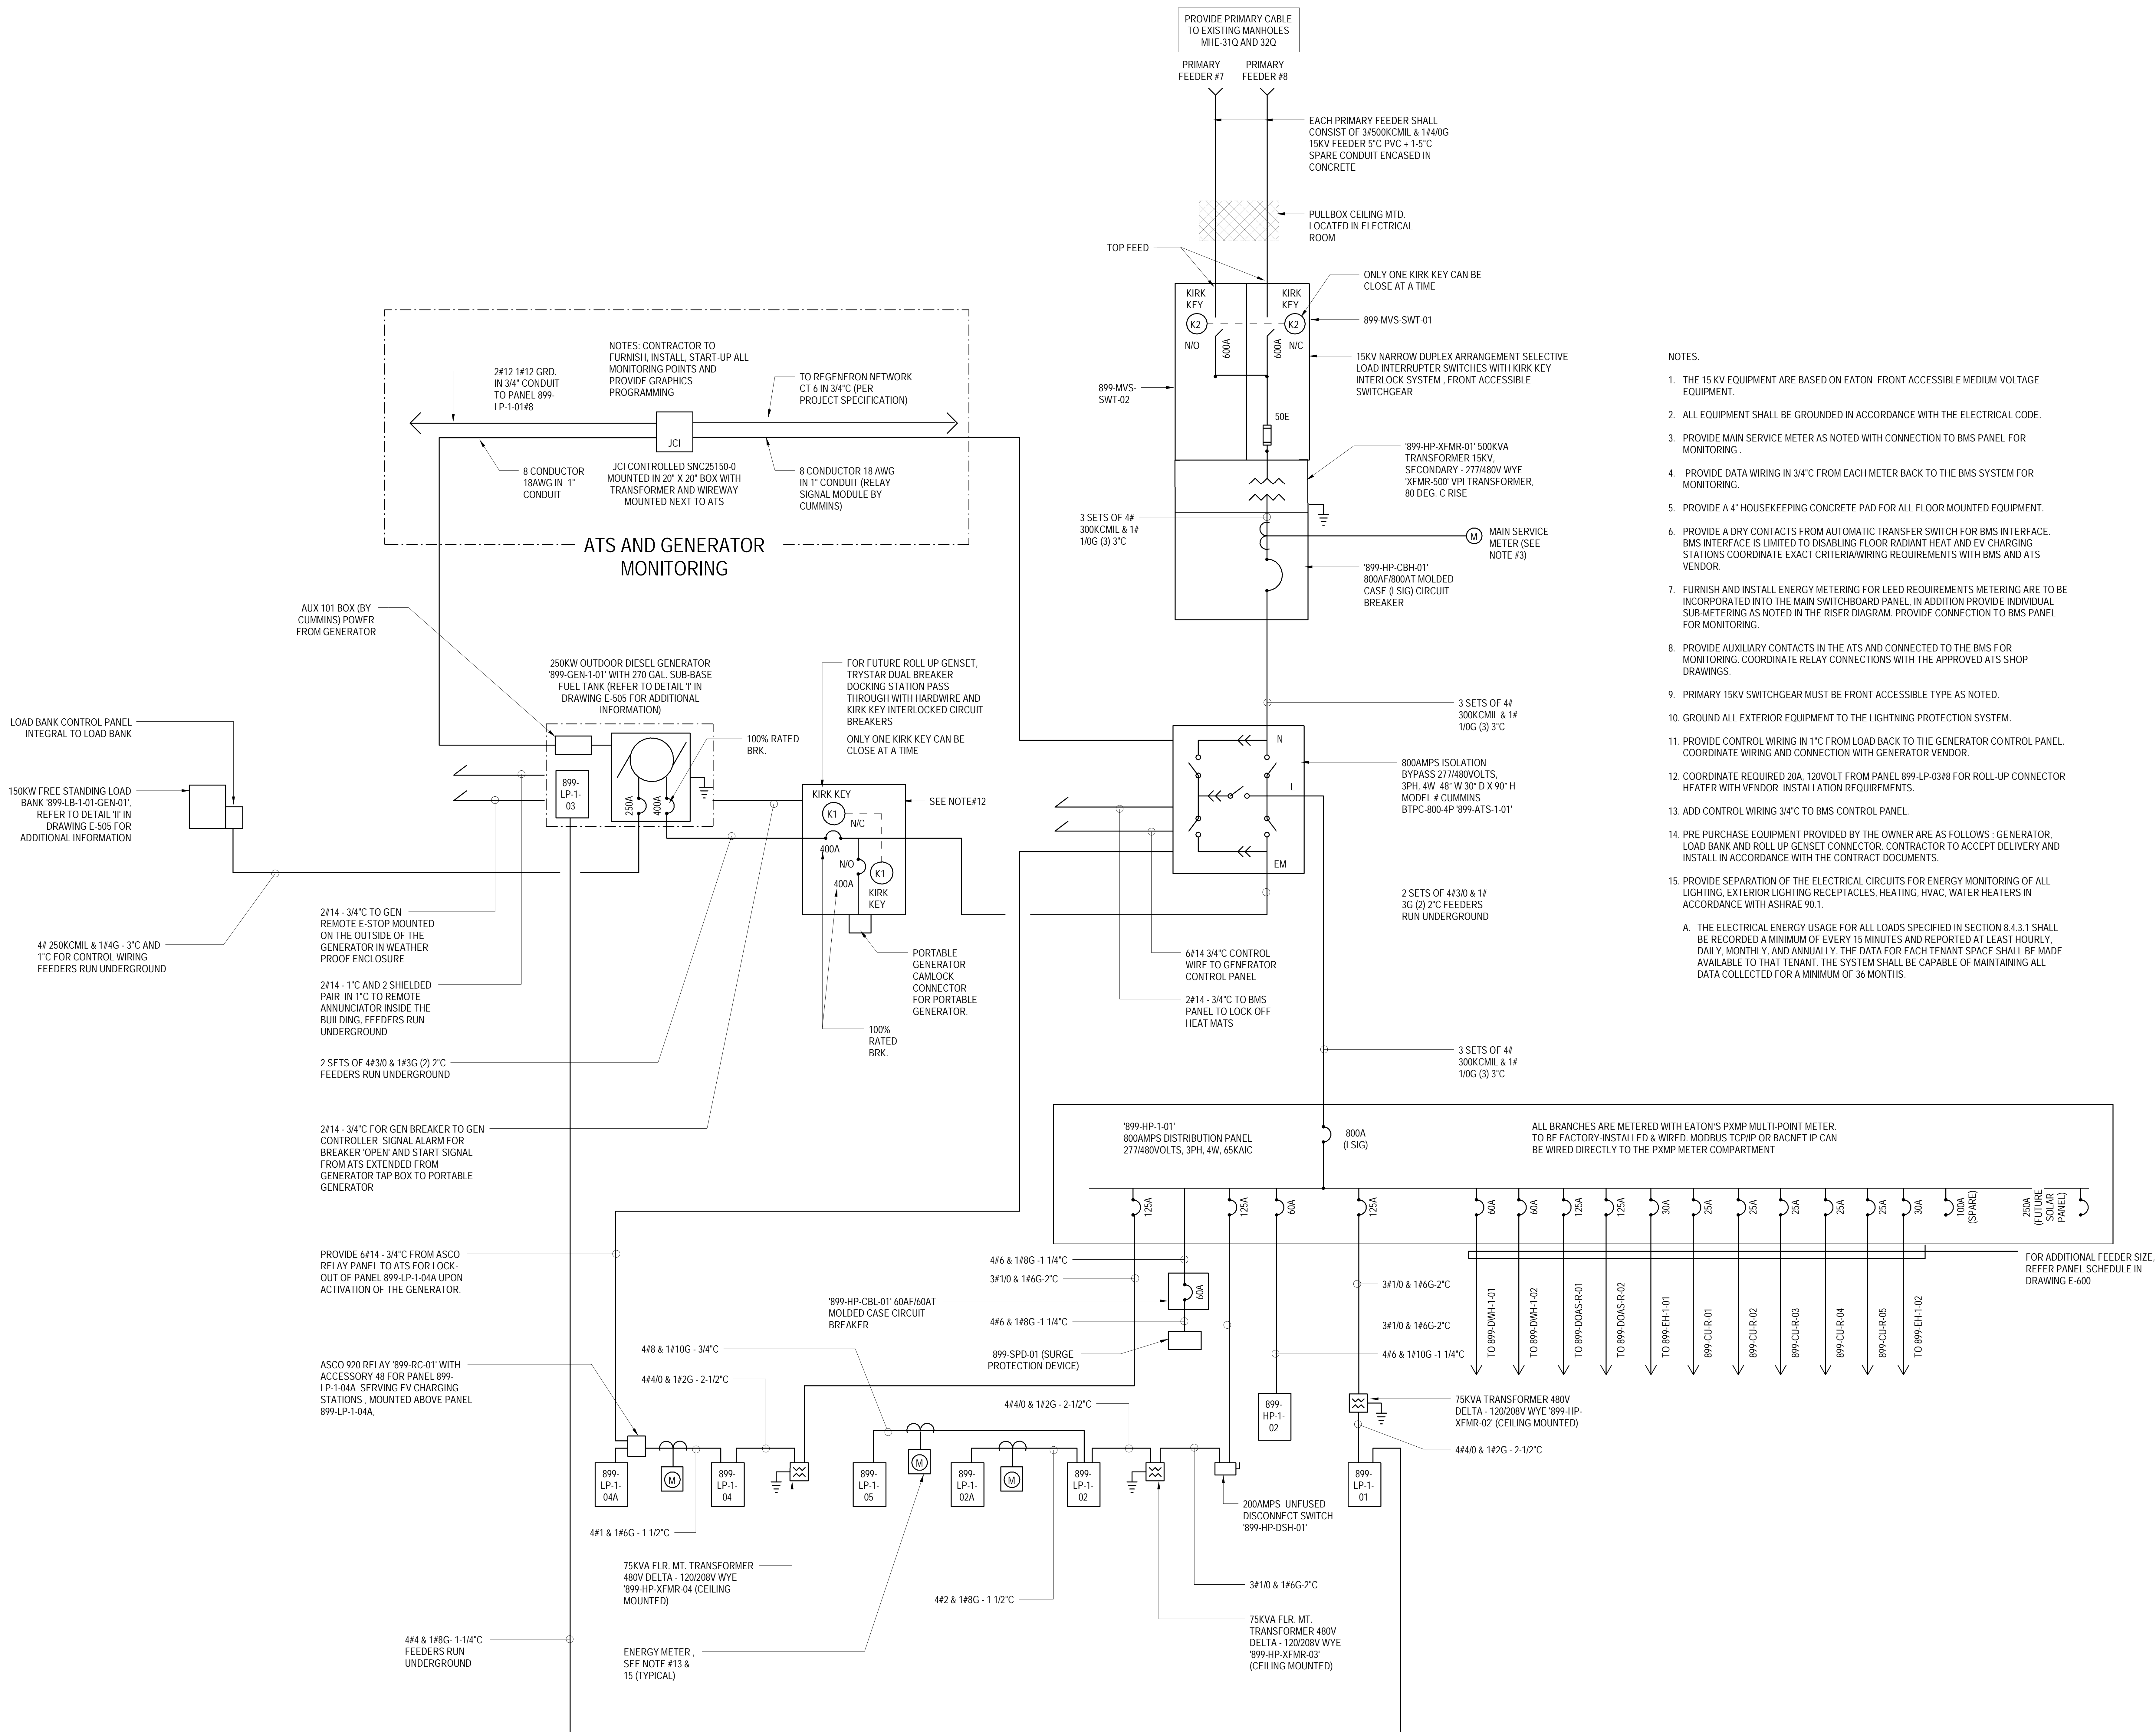 PROVIDE PRIMARY CABLE
TO EXISTING MANHOLES
MHE-31Q AND 32Q
PRIMARY
FEEDER #7
PRIMARY
FEEDER #8
EACH PRIMARY FEEDER SHALL
CONSIST OF 3#500KCMIL & 1#4/0G
15KV FEEDER 5"C PVC + 1-5"C
SPARE CONDUIT ENCASED IN
CONCRETE
PULLBOX CEILING MTD.
LOCATED IN ELECTRICAL
ROOM
TOP FEED
ONLY ONE KIRK KEY CAN BE
CLOSE AT A TIME
KIRK
KEY
K2
N/O
600A
KIRK
KEY
K2
N/C
600A
899-MVS-SWT-01
15KV NARROW DUPLEX ARRANGEMENT SELECTIVE
LOAD INTERRUPTER SWITCHES WITH KIRK KEY
INTERLOCK SYSTEM , FRONT ACCESSIBLE
SWITCHGEAR
899-MVS-
SWT-02
50E
'899-HP-XFMR-01' 500KVA
TRANSFORMER 15KV,
SECONDARY - 277/480V WYE
'XFMR-500' VPI TRANSFORMER,
80 DEG. C RISE
3 SETS OF 4#
300KCMIL & 1#
1/0G (3) 3"C
M
MAIN SERVICE
METER (SEE
NOTE #3)
'899-HP-CBH-01'
800AF/800AT MOLDED
CASE (LSIG) CIRCUIT
BREAKER
NOTES: CONTRACTOR TO
FURNISH, INSTALL, START-UP ALL
MONITORING POINTS AND
PROVIDE GRAPHICS
PROGRAMMING
2#12 1#12 GRD.
IN 3/4" CONDUIT
TO PANEL 899-
LP-1-01#8
TO REGENERON NETWORK
CT 6 IN 3/4"C (PER
PROJECT SPECIFICATION)
JCI
8 CONDUCTOR
18AWG IN 1"
CONDUIT
JCI CONTROLLED SNC25150-0
MOUNTED IN 20" X 20" BOX WITH
TRANSFORMER AND WIREWAY
MOUNTED NEXT TO ATS
8 CONDUCTOR 18 AWG
IN 1" CONDUIT (RELAY
SIGNAL MODULE BY
CUMMINS)
ATS AND GENERATOR
MONITORING
NOTES.
1. THE 15 KV EQUIPMENT ARE BASED ON EATON FRONT ACCESSIBLE MEDIUM VOLTAGE
EQUIPMENT.
2. ALL EQUIPMENT SHALL BE GROUNDED IN ACCORDANCE WITH THE ELECTRICAL CODE.
3. PROVIDE MAIN SERVICE METER AS NOTED WITH CONNECTION TO BMS PANEL FOR
MONITORING .
4. PROVIDE DATA WIRING IN 3/4"C FROM EACH METER BACK TO THE BMS SYSTEM FOR
MONITORING.
5. PROVIDE A 4" HOUSEKEEPING CONCRETE PAD FOR ALL FLOOR MOUNTED EQUIPMENT.
6. PROVIDE A DRY CONTACTS FROM AUTOMATIC TRANSFER SWITCH FOR BMS INTERFACE.
BMS INTERFACE IS LIMITED TO DISABLING FLOOR RADIANT HEAT AND EV CHARGING
STATIONS COORDINATE EXACT CRITERIA/WIRING REQUIREMENTS WITH BMS AND ATS
VENDOR.
7. FURNISH AND INSTALL ENERGY METERING FOR LEED REQUIREMENTS METERING ARE TO BE
INCORPORATED INTO THE MAIN SWITCHBOARD PANEL, IN ADDITION PROVIDE INDIVIDUAL
SUB-METERING AS NOTED IN THE RISER DIAGRAM. PROVIDE CONNECTION TO BMS PANEL
FOR MONITORING.
8. PROVIDE AUXILIARY CONTACTS IN THE ATS AND CONNECTED TO THE BMS FOR
MONITORING. COORDINATE RELAY CONNECTIONS WITH THE APPROVED ATS SHOP
DRAWINGS.
9. PRIMARY 15KV SWITCHGEAR MUST BE FRONT ACCESSIBLE TYPE AS NOTED.
10. GROUND ALL EXTERIOR EQUIPMENT TO THE LIGHTNING PROTECTION SYSTEM.
11. PROVIDE CONTROL WIRING IN 1"C FROM LOAD BACK TO THE GENERATOR CONTROL PANEL.
COORDINATE WIRING AND CONNECTION WITH GENERATOR VENDOR.
12. COORDINATE REQUIRED 20A, 120VOLT FROM PANEL 899-LP-03#8 FOR ROLL-UP CONNECTOR
HEATER WITH VENDOR INSTALLATION REQUIREMENTS.
13. ADD CONTROL WIRING 3/4"C TO BMS CONTROL PANEL.
14. PRE PURCHASE EQUIPMENT PROVIDED BY THE OWNER ARE AS FOLLOWS : GENERATOR,
LOAD BANK AND ROLL UP GENSET CONNECTOR. CONTRACTOR TO ACCEPT DELIVERY AND
INSTALL IN ACCORDANCE WITH THE CONTRACT DOCUMENTS.
15. PROVIDE SEPARATION OF THE ELECTRICAL CIRCUITS FOR ENERGY MONITORING OF ALL
LIGHTING, EXTERIOR LIGHTING RECEPTACLES, HEATING, HVAC, WATER HEATERS IN
ACCORDANCE WITH ASHRAE 90.1.
A. THE ELECTRICAL ENERGY USAGE FOR ALL LOADS SPECIFIED IN SECTION 8.4.3.1 SHALL
BE RECORDED A MINIMUM OF EVERY 15 MINUTES AND REPORTED AT LEAST HOURLY,
DAILY, MONTHLY, AND ANNUALLY. THE DATA FOR EACH TENANT SPACE SHALL BE MADE
AVAILABLE TO THAT TENANT. THE SYSTEM SHALL BE CAPABLE OF MAINTAINING ALL
DATA COLLECTED FOR A MINIMUM OF 36 MONTHS.
AUX 101 BOX (BY
CUMMINS) POWER
FROM GENERATOR
250KW OUTDOOR DIESEL GENERATOR
'899-GEN-1-01' WITH 270 GAL. SUB-BASE
FUEL TANK (REFER TO DETAIL 'I' IN
DRAWING E-505 FOR ADDITIONAL
INFORMATION)
FOR FUTURE ROLL UP GENSET,
TRYSTAR DUAL BREAKER
DOCKING STATION PASS
THROUGH WITH HARDWIRE AND
KIRK KEY INTERLOCKED CIRCUIT
BREAKERS
ONLY ONE KIRK KEY CAN BE
CLOSE AT A TIME
LOAD BANK CONTROL PANEL
INTEGRAL TO LOAD BANK
100% RATED
BRK.
150KW FREE STANDING LOAD
BANK '899-LB-1-01-GEN-01',
REFER TO DETAIL 'II' IN
DRAWING E-505 FOR
ADDITIONAL INFORMATION
899-
LP-1-
03
250A
400A
KIRK KEY
K1
N/C
400A
N/O
400A
K1
KIRK
KEY
SEE NOTE#12
3 SETS OF 4#
300KCMIL & 1#
1/0G (3) 3"C
N
L
EM
800AMPS ISOLATION
BYPASS 277/480VOLTS,
3PH, 4W 48" W 30" D X 90" H
MODEL # CUMMINS
BTPC-800-4P '899-ATS-1-01'
2 SETS OF 4#3/0 & 1#
3G (2) 2"C FEEDERS
RUN UNDERGROUND
2#14 - 3/4"C TO GEN
REMOTE E-STOP MOUNTED
ON THE OUTSIDE OF THE
GENERATOR IN WEATHER
PROOF ENCLOSURE
4# 250KCMIL & 1#4G - 3"C AND
1"C FOR CONTROL WIRING
FEEDERS RUN UNDERGROUND
2#14 - 1"C AND 2 SHIELDED
PAIR IN 1"C TO REMOTE
ANNUNCIATOR INSIDE THE
BUILDING, FEEDERS RUN
UNDERGROUND
PORTABLE
GENERATOR
CAMLOCK
CONNECTOR
FOR PORTABLE
GENERATOR.
100%
RATED
BRK.
6#14 3/4"C CONTROL
WIRE TO GENERATOR
CONTROL PANEL
2#14 - 3/4"C TO BMS
PANEL TO LOCK OFF
HEAT MATS
2 SETS OF 4#3/0 & 1#3G (2) 2"C
FEEDERS RUN UNDERGROUND
3 SETS OF 4#
300KCMIL & 1#
1/0G (3) 3"C
2#14 - 3/4"C FOR GEN BREAKER TO GEN
CONTROLLER SIGNAL ALARM FOR
BREAKER 'OPEN' AND START SIGNAL
FROM ATS EXTENDED FROM
GENERATOR TAP BOX TO PORTABLE
GENERATOR
'899-HP-1-01'
800AMPS DISTRIBUTION PANEL
277/480VOLTS, 3PH, 4W, 65KAIC
800A
(LSIG)
ALL BRANCHES ARE METERED WITH EATON'S PXMP MULTI-POINT METER.
TO BE FACTORY-INSTALLED & WIRED. MODBUS TCP/IP OR BACNET IP CAN
BE WIRED DIRECTLY TO THE PXMP METER COMPARTMENT
125A
125A
60A
125A
60A
60A
125A
125A
30A
25A
25A
25A
25A
25A
30A
100A
(SPARE)
250A
(FUTURE
SOLAR
PANEL)
PROVIDE 6#14 - 3/4"C FROM ASCO
RELAY PANEL TO ATS FOR LOCK-
OUT OF PANEL 899-LP-1-04A UPON
ACTIVATION OF THE GENERATOR.
4#6 & 1#8G -1 1/4"C
3#1/0 & 1#6G-2"C
60A
'899-HP-CBL-01' 60AF/60AT
MOLDED CASE CIRCUIT
BREAKER
4#6 & 1#8G -1 1/4"C
899-SPD-01 (SURGE
PROTECTION DEVICE)
3#1/0 & 1#6G-2"C
3#1/0 & 1#6G-2"C
4#6 & 1#10G -1 1/4"C
FOR ADDITIONAL FEEDER SIZE,
REFER PANEL SCHEDULE IN
DRAWING E-600
TO 899-DWH-1-01
TO 899-DWH-1-02
TO 899-DOAS-R-01
TO 899-DOAS-R-02
TO 899-EH-1-01
899-CU-R-01
899-CU-R-02
899-CU-R-03
899-CU-R-04
899-CU-R-05
TO 899-EH-1-02
ASCO 920 RELAY '899-RC-01' WITH
ACCESSORY 48 FOR PANEL 899-
LP-1-04A SERVING EV CHARGING
STATIONS , MOUNTED ABOVE PANEL
899-LP-1-04A,
4#8 & 1#10G - 3/4"C
4#4/0 & 1#2G - 2-1/2"C
4#4/0 & 1#2G - 2-1/2"C
899-
HP-1-
02
75KVA TRANSFORMER 480V
DELTA - 120/208V WYE '899-HP-
XFMR-02' (CEILING MOUNTED)
4#4/0 & 1#2G - 2-1/2"C
899-
LP-1-
04A
M
899-
LP-1-
04
899-
LP-1-
05
M
899-
LP-1-
02A
M
899-
LP-1-
02
899-
LP-1-
01
200AMPS UNFUSED
DISCONNECT SWITCH
'899-HP-DSH-01'
4#1 & 1#6G - 1 1/2"C
75KVA FLR. MT. TRANSFORMER
480V DELTA - 120/208V WYE
'899-HP-XFMR-04 (CEILING
MOUNTED)
4#2 & 1#8G - 1 1/2"C
3#1/0 & 1#6G-2"C
75KVA FLR. MT.
TRANSFORMER 480V
DELTA - 120/208V WYE
'899-HP-XFMR-03'
(CEILING MOUNTED)
4#4 & 1#8G- 1-1/4"C
FEEDERS RUN
UNDERGROUND
ENERGY METER ,
SEE NOTE #13 &
15 (TYPICAL)